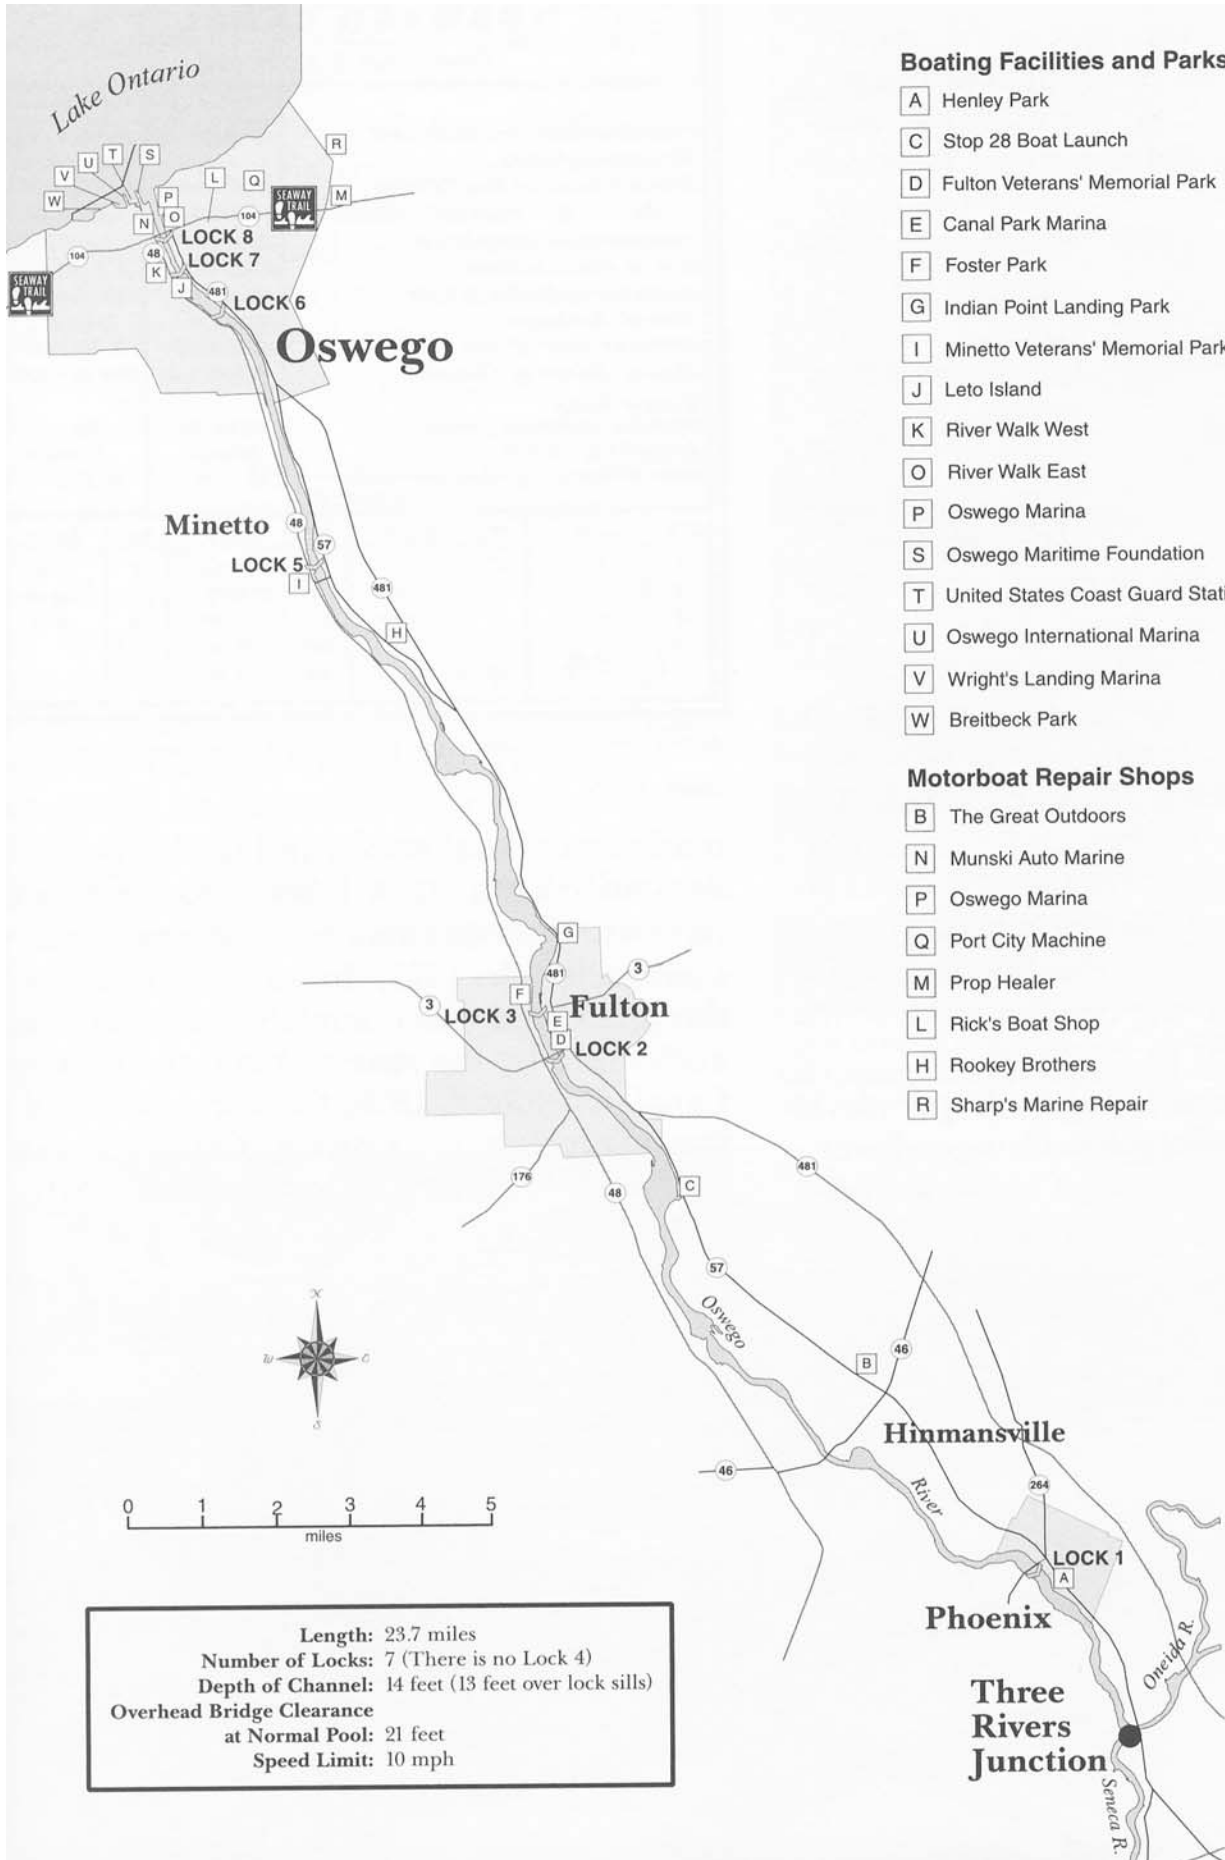 Lake Ontario
Boating Facilities and Parks
A Henley Park
C Stop 28 Boat Launch
D Fulton Veterans' Memorial Park
E Canal Park Marina
F Foster Park
G Indian Point Landing Park
I Minetto Veterans' Memorial Park
J Leto Island
K River Walk West
O River Walk East
P Oswego Marina
S Oswego Maritime Foundation
T United States Coast Guard Stati
U Oswego International Marina
V Wright's Landing Marina
W Breitbeck Park
Motorboat Repair Shops
B The Great Outdoors
N Munski Auto Marine
P Oswego Marina
Q Port City Machine
M Prop Healer
L Rick's Boat Shop
H Rookey Brothers
R Sharp's Marine Repair
R
S
T
U
V
W
L
Q
M
P
O
N
SEAWAY
TRAIL
104
LOCK 8
104
48
LOCK 7
K
J
SEAWAY
TRAIL
481
LOCK 6
Oswego
Minetto
48
57
LOCK 5
I
481
H
G
481
3
F
3
LOCK 3
Fulton
E
D
LOCK 2
176
48
C
481
57
Oswego
B
46
Hinmansville
46
River
264
LOCK 1
A
Phoenix
Oneida R.
Three
Rivers
Junction
Seneca R.
N
W E
S
0 1 2 3 4 5
miles
Length: 23.7 miles
Number of Locks: 7 (There is no Lock 4)
Depth of Channel: 14 feet (13 feet over lock sills)
Overhead Bridge Clearance
at Normal Pool: 21 feet
Speed Limit: 10 mph